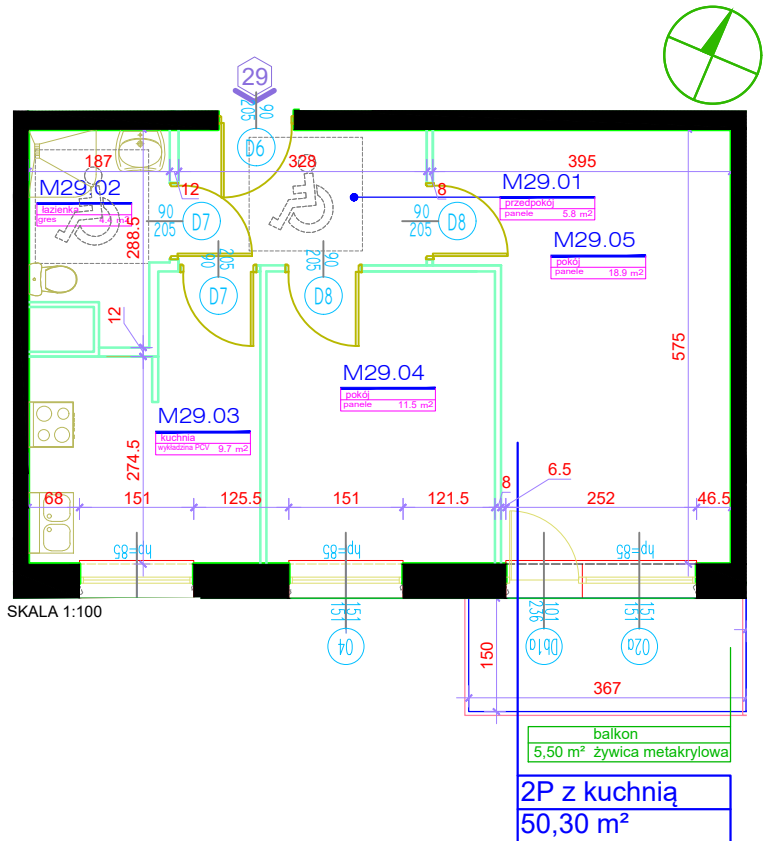 29
90
205
D6
187
328
395
12
8
M29.02
łazienka
gres 4.4 m²
M29.01
przedpokój
panele 5.8 m²
90
205
D7
90
205
D8
M29.05
pokój
panele 18.9 m²
288.5
90
205
D7
90
205
D8
12
575
M29.04
pokój
panele 11.5 m²
M29.03
kuchnia
wykładzina PCV 9.7 m²
274.5
8
6.5
68
151
125.5
151
121.5
252
46.5
hp=85
hp=85
hp=85
SKALA 1:100
151
151
04
101
236
Db1a
151
151
02a
150
367
balkon
5,50 m² żywica metakrylowa
2P z kuchnią
50,30 m²